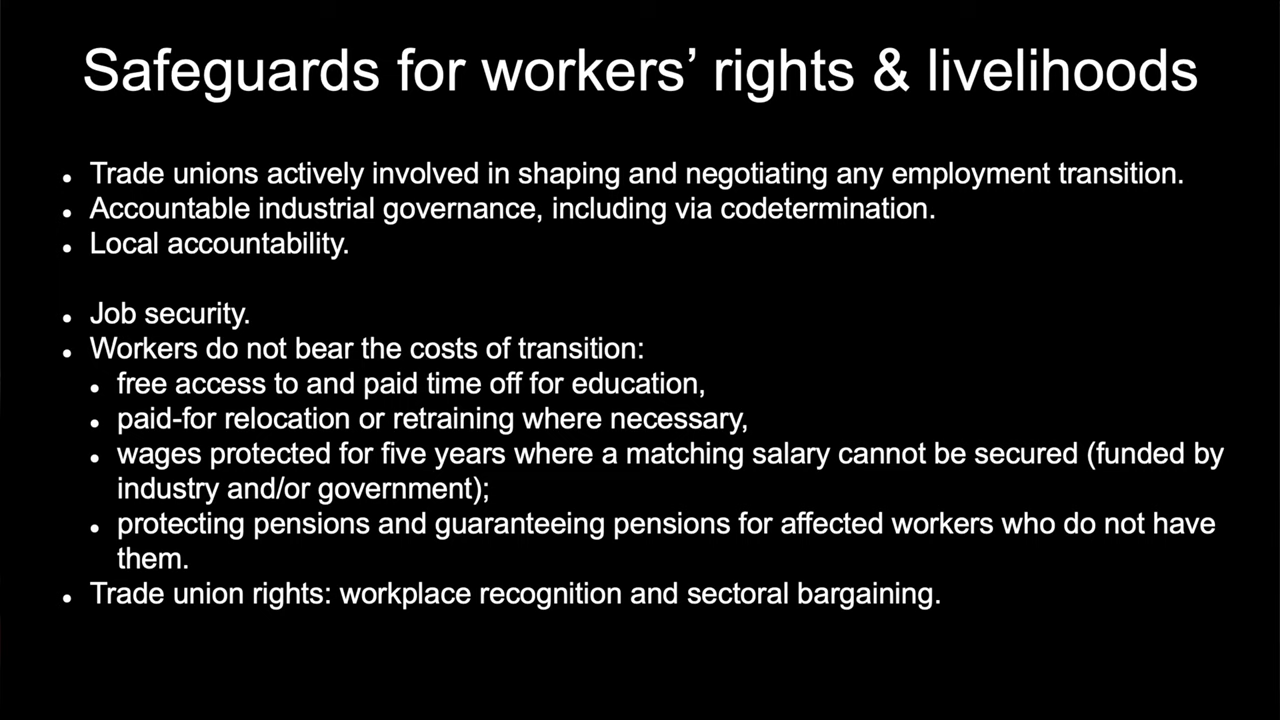 Safeguards for workers’ rights & livelihoods
• Trade unions actively involved in shaping and negotiating any employment transition.
• Accountable industrial governance, including via codetermination.
• Local accountability.
• Job security.
• Workers do not bear the costs of transition:
• free access to and paid time off for education,
• paid-for relocation or retraining where necessary,
• wages protected for five years where a matching salary cannot be secured (funded by
industry and/or government);
• protecting pensions and guaranteeing pensions for affected workers who do not have
them.
• Trade union rights: workplace recognition and sectoral bargaining.